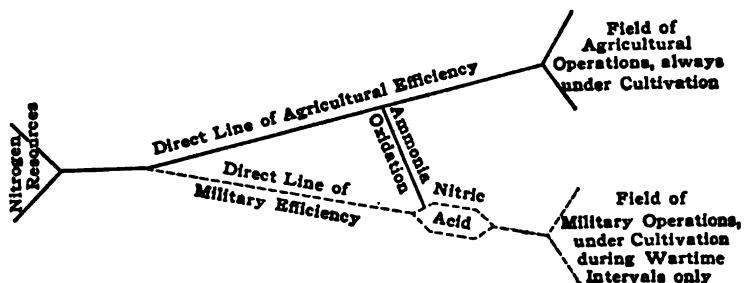 Nitrogen
Resources
Direct Line of Agricultural Efficiency
Field of
Agricultural
Operations, always
under Cultivation
Ammonia
Oxidation
Direct Line of
Military Efficiency
Nitric
Acid
Field of
Military Operations,
under Cultivation
during Wartime
Intervals only